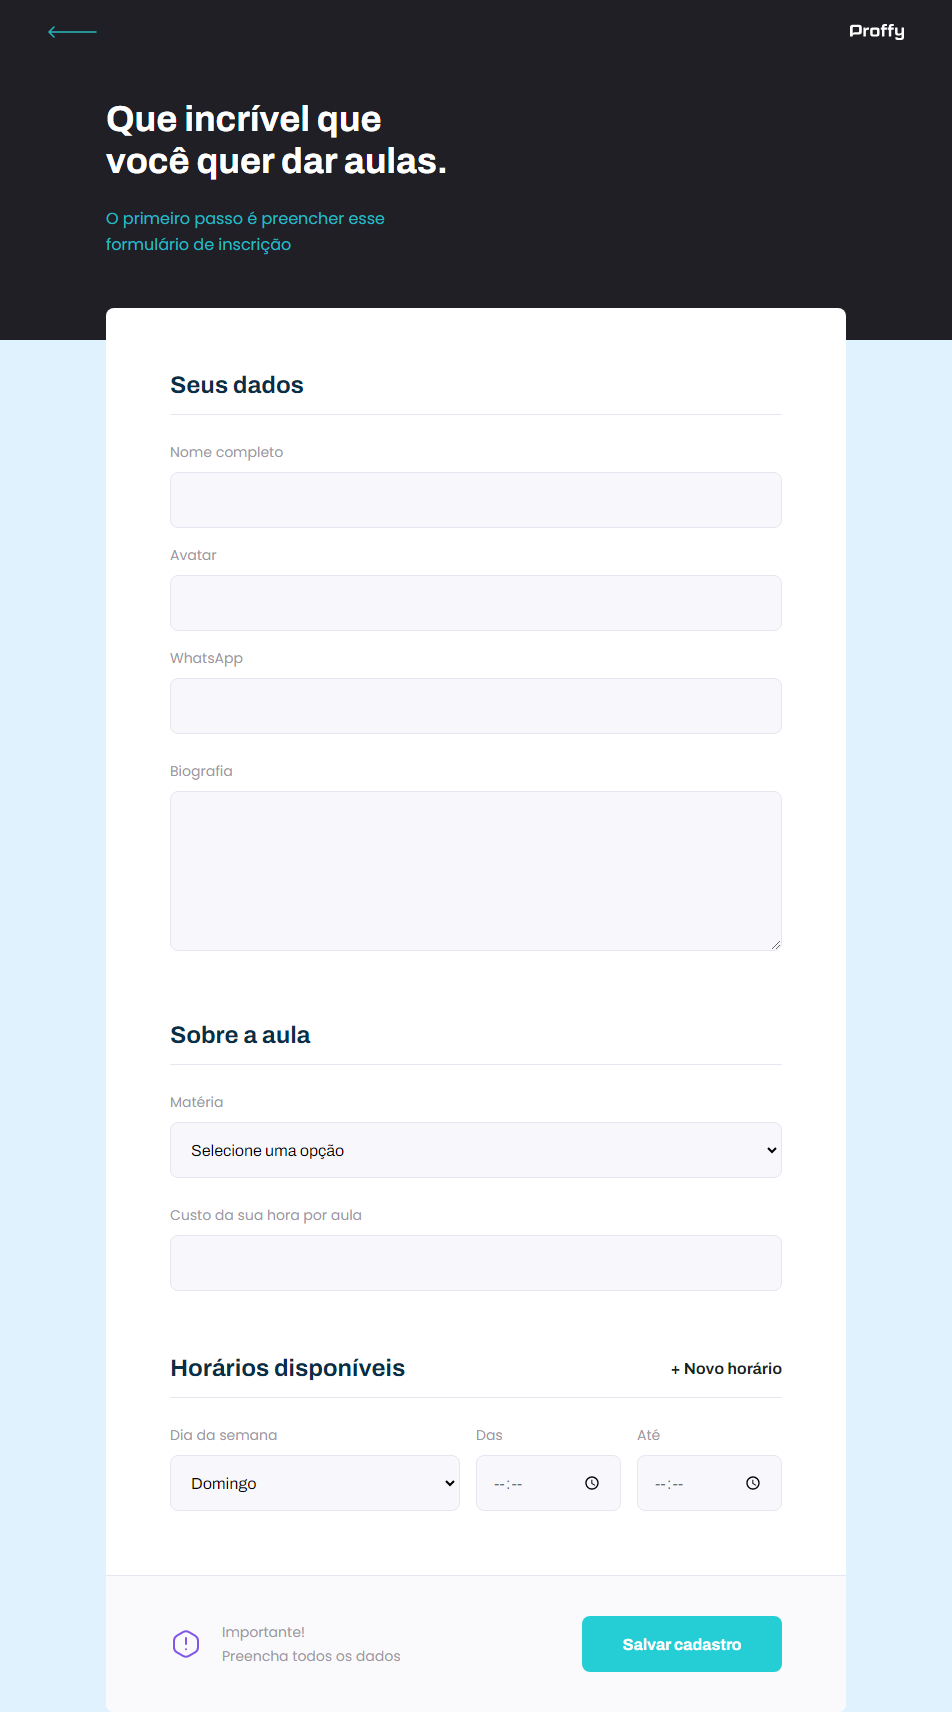 Proffy
Que incrível que
você quer dar aulas.
O primeiro passo é preencher esse
formulário de inscrição
Seus dados
Nome completo
Avatar
WhatsApp
Biografia
Sobre a aula
Matéria
Selecione uma opção
Custo da sua hora por aula
Horários disponíveis
+ Novo horário
Dia da semana
Das
Até
Domingo
--:--
--:--
Importante!
Preencha todos os dados
Salvar cadastro